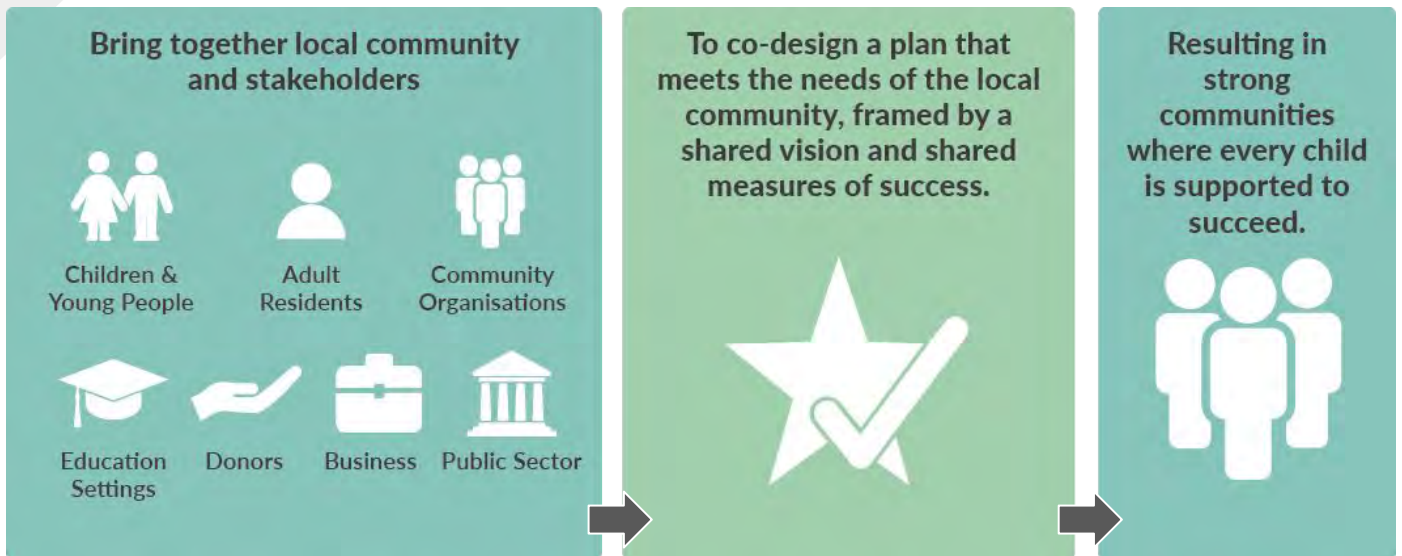 Bring together local community
and stakeholders
Children &
Young People
Adult
Residents
Community
Organisations
Education
Settings
Donors
Business
Public Sector
To co-design a plan that
meets the needs of the local
community, framed by a
shared vision and shared
measures of success.
Resulting in
strong
communities
where every child
is supported to
succeed.